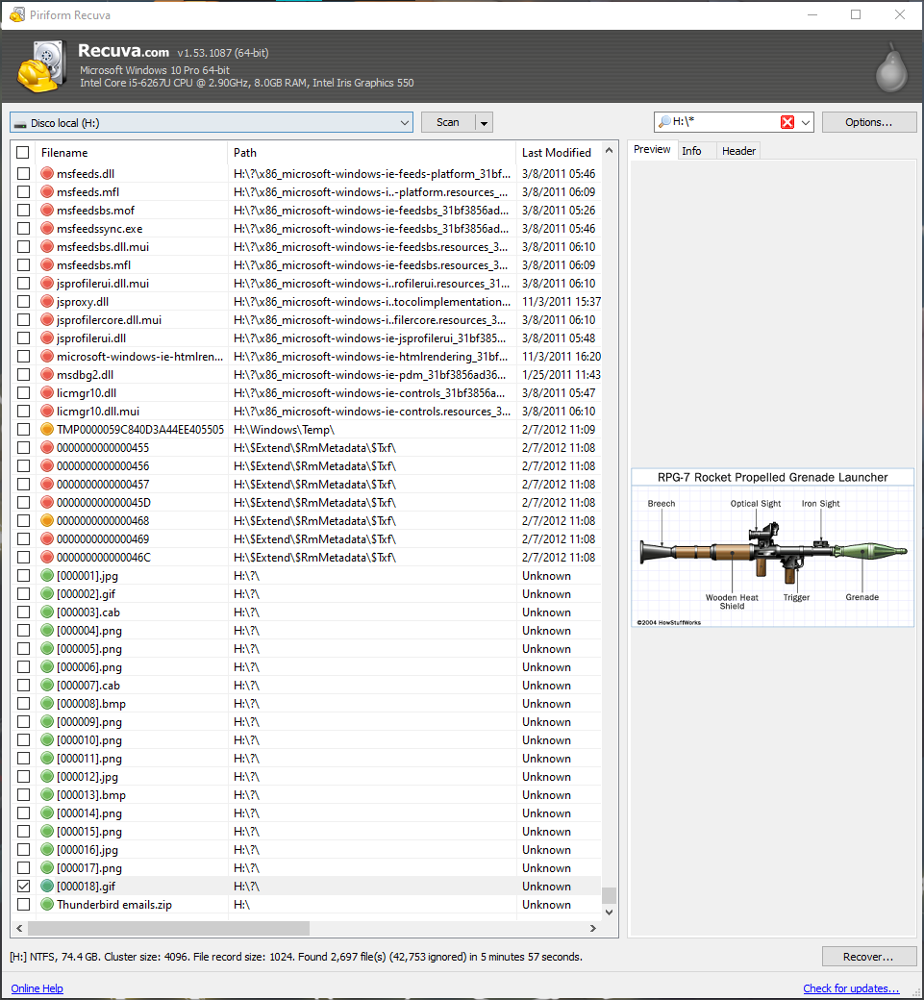 Piriform Recuva
Recuva.com v1.53.1087 (64-bit)
Microsoft Windows 10 Pro 64-bit
Intel Core i5-6267U CPU @ 2.90GHz, 8.0GB RAM, Intel Iris Graphics 550
Disco local (H:) Scan H:\* Options...
Filename Path Last Modified Preview Info Header
msfeeds.dll H:\?\x86_microsoft-windows-ie-feeds-platform_31bf... 3/8/2011 05:46
msfeeds.mfl H:\?\x86_microsoft-windows-i..-platform.resources_... 3/8/2011 06:09
msfeedsbs.mof H:\?\x86_microsoft-windows-ie-feedsbs_31bf3856ad... 3/8/2011 05:26
msfeedssync.exe H:\?\x86_microsoft-windows-ie-feedsbs_31bf3856ad... 3/8/2011 05:46
msfeedsbs.dll.mui H:\?\x86_microsoft-windows-ie-feedsbs.resources_3... 3/8/2011 06:10
msfeedsbs.mfl H:\?\x86_microsoft-windows-ie-feedsbs.resources_3... 3/8/2011 06:09
jsprofilerui.dll.mui H:\?\x86_microsoft-windows-i..rofilerui.resources_31... 3/8/2011 06:10
jsproxy.dll H:\?\x86_microsoft-windows-i..tocolimplementation... 11/3/2011 15:37
jsprofilercore.dll.mui H:\?\x86_microsoft-windows-i..filercore.resources_3... 3/8/2011 06:10
jsprofilerui.dll H:\?\x86_microsoft-windows-ie-jsprofilerui_31bf385... 3/8/2011 05:48
microsoft-windows-ie-htmlren... H:\?\x86_microsoft-windows-ie-htmlrendering_31bf... 11/3/2011 16:20
msdbg2.dll H:\?\x86_microsoft-windows-ie-pdm_31bf3856ad36... 1/25/2011 11:43
licmgr10.dll H:\?\x86_microsoft-windows-ie-controls_31bf3856a... 3/8/2011 05:47
licmgr10.dll.mui H:\?\x86_microsoft-windows-ie-controls.resources_3... 3/8/2011 06:10
TMP0000059C840D3A44EE405505 H:\Windows\Temp\ 2/7/2012 11:09
0000000000000455 H:\$Extend\$RmMetadata\$Txf\ 2/7/2012 11:08
0000000000000456 H:\$Extend\$RmMetadata\$Txf\ 2/7/2012 11:08
0000000000000457 H:\$Extend\$RmMetadata\$Txf\ 2/7/2012 11:08
000000000000045D H:\$Extend\$RmMetadata\$Txf\ 2/7/2012 11:08
0000000000000468 H:\$Extend\$RmMetadata\$Txf\ 2/7/2012 11:08
0000000000000469 H:\$Extend\$RmMetadata\$Txf\ 2/7/2012 11:08
000000000000046C H:\$Extend\$RmMetadata\$Txf\ 2/7/2012 11:08
[000001].jpg H:\?\ Unknown
[000002].gif H:\?\ Unknown
[000003].cab H:\?\ Unknown
[000004].png H:\?\ Unknown
[000005].png H:\?\ Unknown
[000006].png H:\?\ Unknown
[000007].cab H:\?\ Unknown
[000008].bmp H:\?\ Unknown
[000009].png H:\?\ Unknown
[000010].png H:\?\ Unknown
[000011].png H:\?\ Unknown
[000012].jpg H:\?\ Unknown
[000013].bmp H:\?\ Unknown
[000014].png H:\?\ Unknown
[000015].png H:\?\ Unknown
[000016].jpg H:\?\ Unknown
[000017].png H:\?\ Unknown
[000018].gif H:\?\ Unknown
Thunderbird emails.zip H:\
Unknown
RPG-7 Rocket Propelled Grenade Launcher
Breech Optical Sight Iron Sight
Wooden Heat Shield Trigger Grenade
©2004 HowStuffWorks
[H:] NTFS, 74.4 GB. Cluster size: 4096. File record size: 1024. Found 2,697 file(s) (42,753 ignored) in 5 minutes 57 seconds. Recover...
Online Help Check for updates...